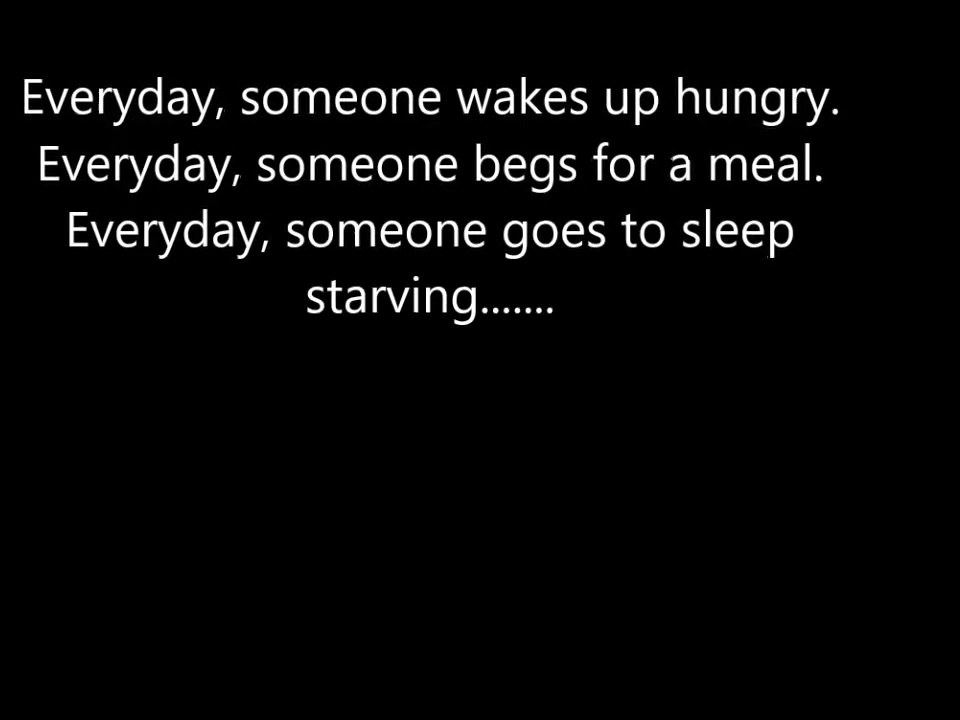 Everyday, someone wakes up hungry.
Everyday, someone begs for a meal.
Everyday, someone goes to sleep
starving.......